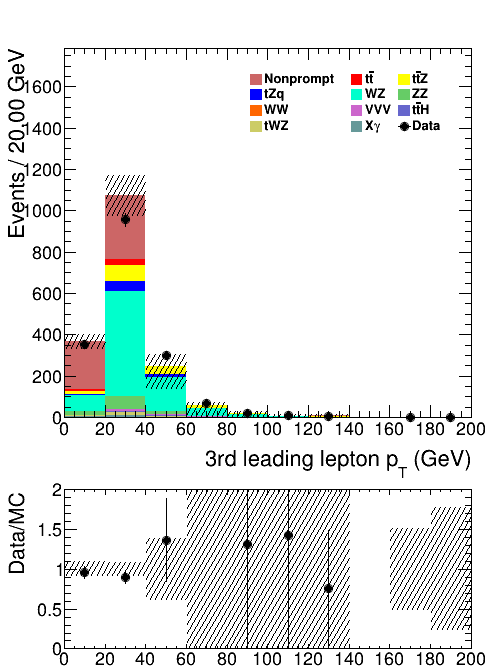 Events / 20.00 GeV
1600
1400
1200
1000
800
600
400
200
0
Nonprompt tt̄ tt̄Z
tZq WZ ZZ
WW VVV tt̄H
tWZ Xγ Data
0 20 40 60 80 100 120 140 160 180 200
3rd leading lepton p_T (GeV)
Data/MC
2
1.5
1
0.5
0
0 20 40 60 80 100 120 140 160 180 200